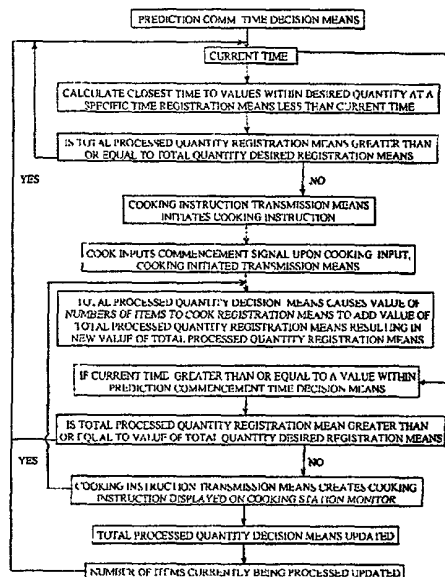 PREDICTION COMM TIME DECISION MEANS
CURRENT TIME
CALCULATE CLOSEST TIME TO VALUES WITHIN DESIRED QUANTITY AT A
SPECIFIC TIME REGISTRATION MEANS LESS THAN CURRENT TIME
IS TOTAL PROCESSED QUANTITY REGISTRATION MEANS GREATER THAN
OR EQUAL TO TOTAL QUANTITY DESIRED REGISTRATION MEANS
YES
NO
COOKING INSTRUCTION TRANSMISSION MEANS
INITIATES COOKING INSTRUCTION
COOK INPUTS COMMENCEMENT SIGNAL UPON COOKING INPUT,
COOKING INITIATED TRANSMISSION MEANS
TOTAL PROCESSED QUANTITY DECISION MEANS CAUSES VALUE OF
NUMBERS OF ITEMS TO COOK REGISTRATION MEANS TO ADD VALUE OF
TOTAL PROCESSED QUANTITY REGISTRATION MEANS RESULTING IN
NEW VALUE OF TOTAL PROCESSED QUANTITY REGISTRATION MEANS
IF CURRENT TIME GREATER THAN OR EQUAL TO A VALUE WITHIN
PREDICTION COMMENCEMENT TIME DECISION MEANS
IS TOTAL PROCESSED QUANTITY REGISTRATION MEAN GREATER THAN
OR EQUAL TO VALUE OF TOTAL QUANTITY DESIRED REGISTRATION MEANS
YES
NO
COOKING INSTRUCTION TRANSMISSION MEANS CREATES COOKING
INSTRUCTION DISPLAYED ON COOKING STATION MONITOR
TOTAL PROCESSED QUANTITY DECISION MEANS UPDATED
NUMBER OF ITEMS CURRENTLY BEING PROCESSED UPDATED